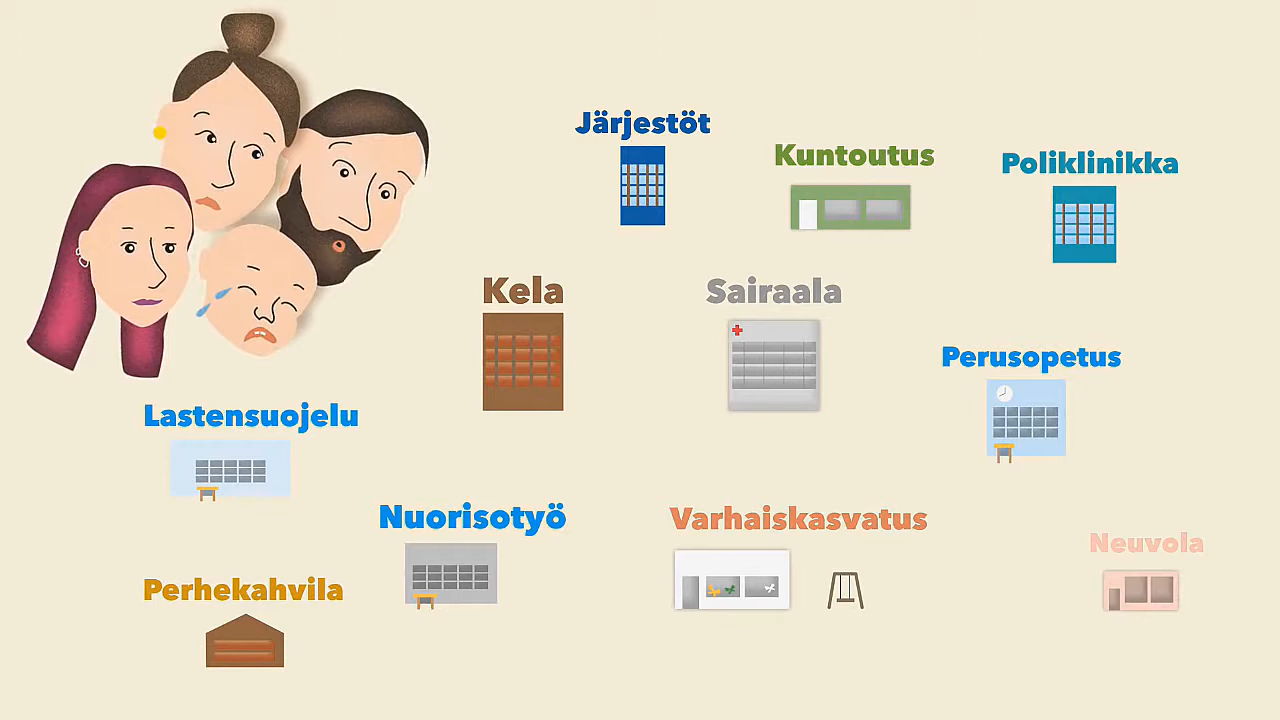 Järjestöt
Kuntoutus
Poliklinikka
Kela
Sairaala
Perusopetus
Lastensuojelu
Nuorisotyö
Varhaiskasvatus
Neuvola
Perhekahvila